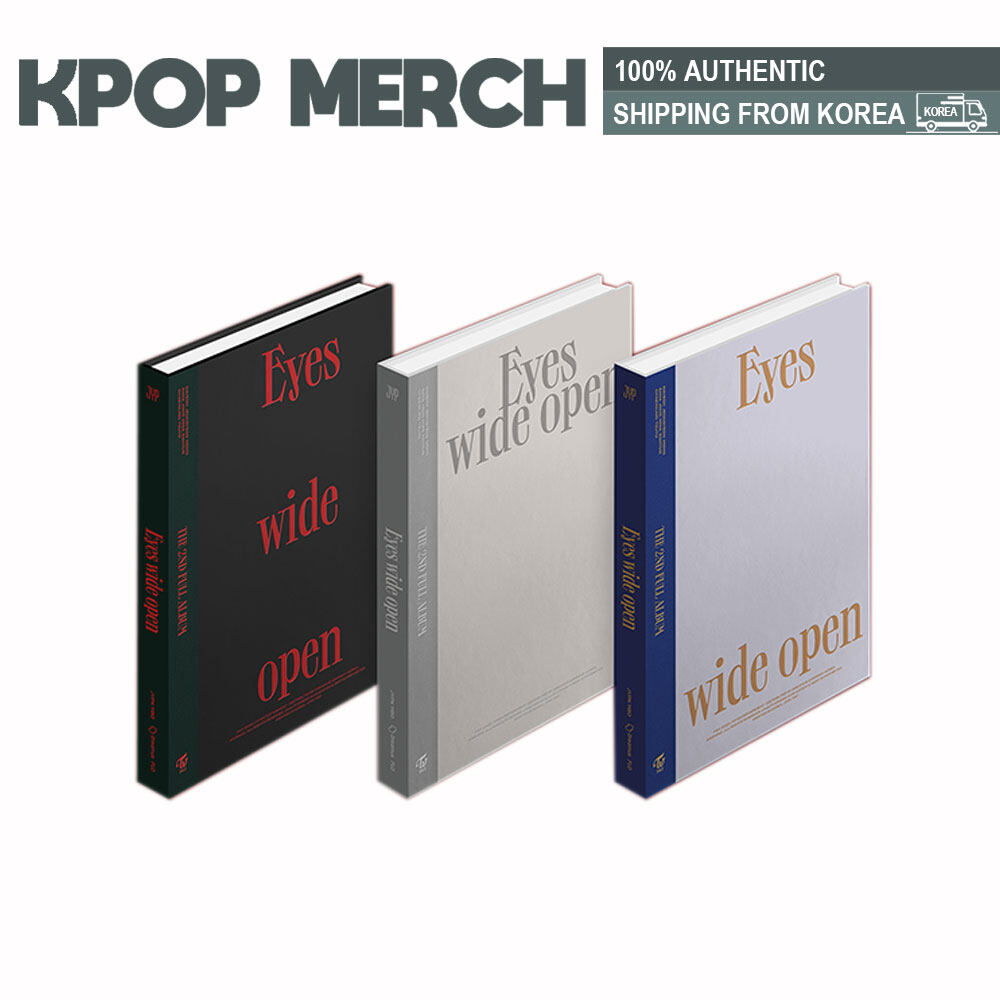 KPOP MERCH
100% AUTHENTIC
SHIPPING FROM KOREA
KOREA
Eyes
wide
open
Eyes wide open
THE 2ND FULL ALBUM
Eyes
wide open
Eyes wide open
THE 2ND FULL ALBUM
Eyes
wide open
Eyes wide open
THE 2ND FULL ALBUM